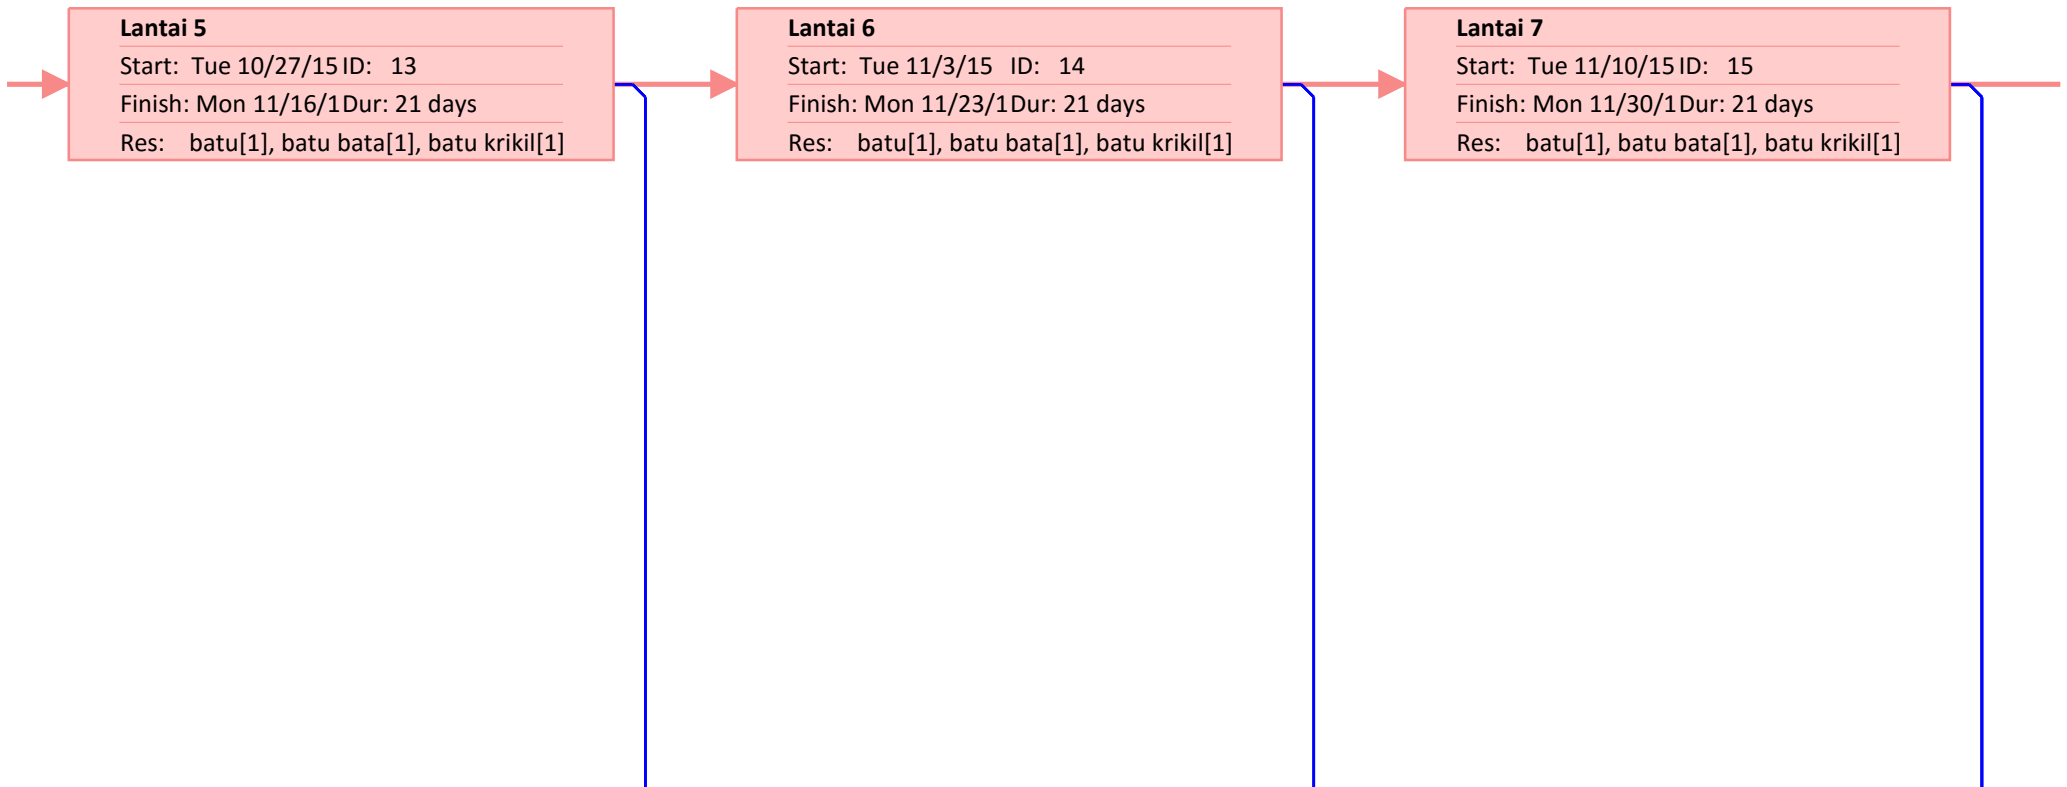 Lantai 5
Start: Tue 10/27/15 ID: 13
Finish: Mon 11/16/1 Dur: 21 days
Res: batu[1], batu bata[1], batu krikil[1]
Lantai 6
Start: Tue 11/3/15 ID: 14
Finish: Mon 11/23/1 Dur: 21 days
Res: batu[1], batu bata[1], batu krikil[1]
Lantai 7
Start: Tue 11/10/15 ID: 15
Finish: Mon 11/30/1 Dur: 21 days
Res: batu[1], batu bata[1], batu krikil[1]